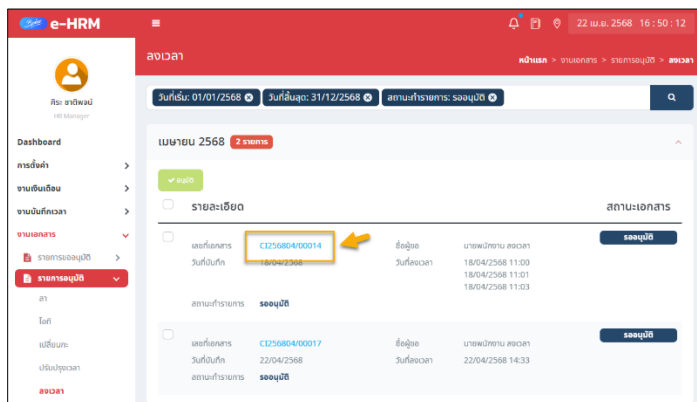 e-HRM
22 เม.ย. 2568 16 : 50 : 12
ลงเวลา
หน้าแรก > งานเอกสาร > รายการอนุมัติ > ลงเวลา
ศิระ ชาติพจน์
HR Manager
วันที่เริ่ม: 01/01/2568 วันที่สิ้นสุด: 31/12/2568 สถานะทำรายการ: รออนุมัติ
Dashboard
การตั้งค่า
งานเงินเดือน
งานบันทึกเวลา
งานเอกสาร
รายการขออนุมัติ
รายการอนุมัติ
ลา
โอที
เปลี่ยนกะ
ปรับปรุงเวลา
ลงเวลา
เมษายน 2568 2 รายการ
อนุมัติ
รายละเอียด สถานะเอกสาร
เลขที่เอกสาร CI256804/00014 ชื่อผู้ขอ นายพนักงาน ลงเวลา รออนุมัติ
วันที่บันทึก 18/04/2568 วันที่ลงเวลา 18/04/2568 11:00
18/04/2568 11:01
18/04/2568 11:03
สถานะทำรายการ รออนุมัติ
เลขที่เอกสาร CI256804/00017 ชื่อผู้ขอ นายพนักงาน ลงเวลา รออนุมัติ
วันที่บันทึก 22/04/2568 วันที่ลงเวลา 22/04/2568 14:33
สถานะทำรายการ รออนุมัติ